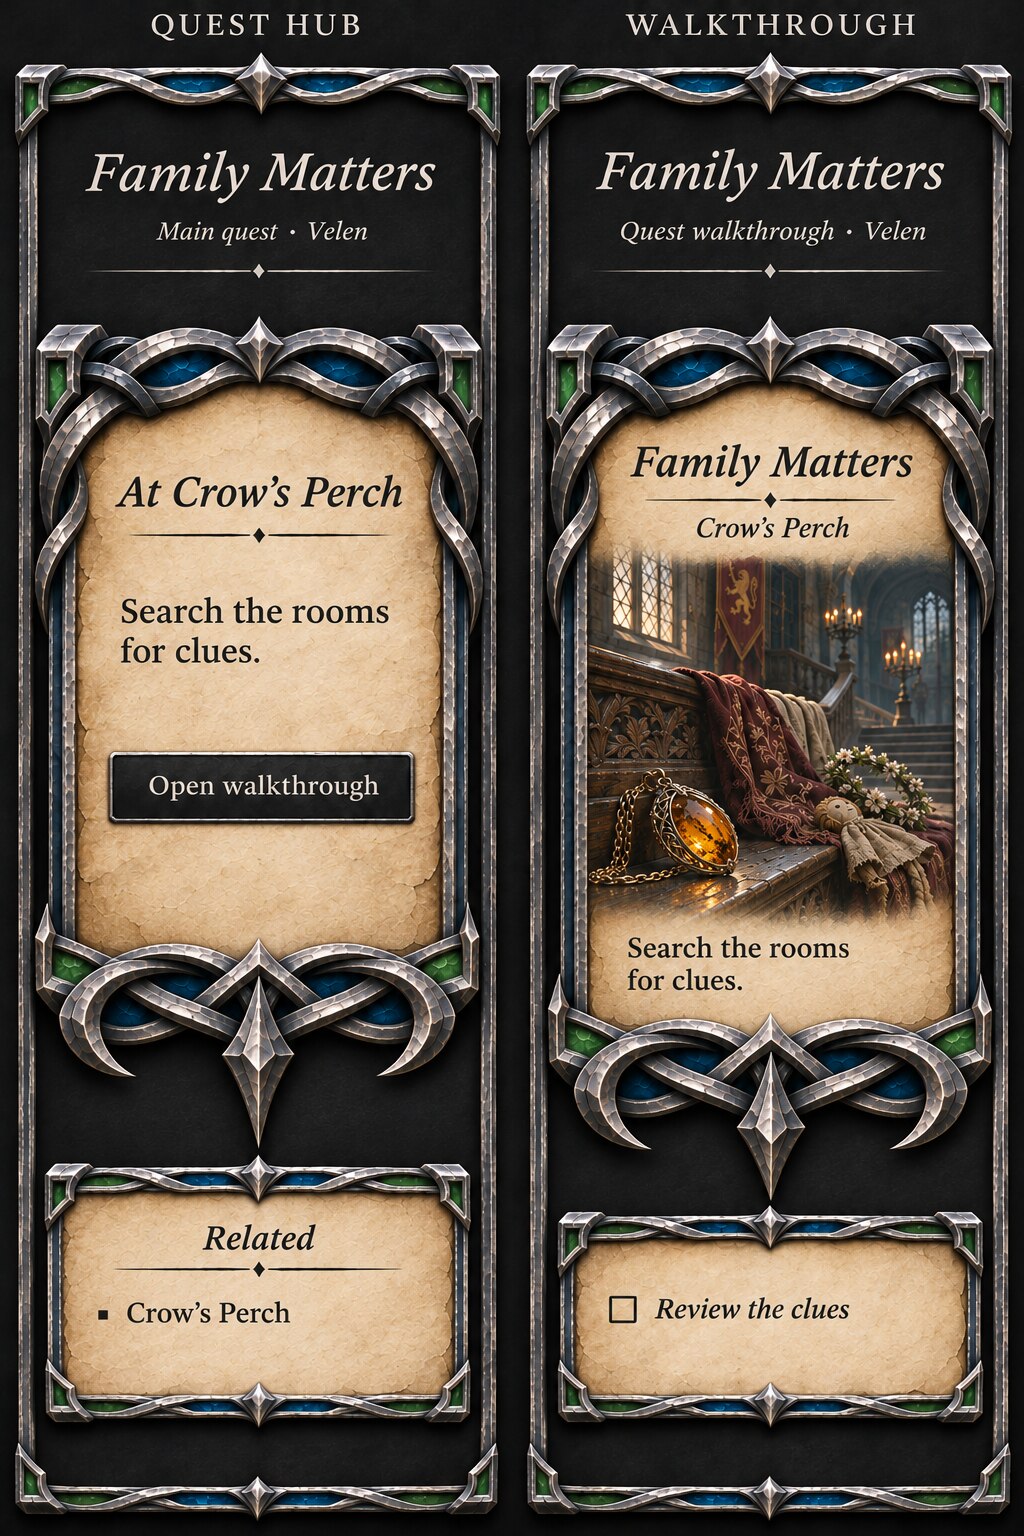 QUEST HUB
Family Matters
Main quest · Velen
At Crow's Perch
Search the rooms
for clues.
Open walkthrough
Related
▪ Crow's Perch
WALKTHROUGH
Family Matters
Quest walkthrough · Velen
Family Matters
Crow's Perch
Search the rooms
for clues.
☐ Review the clues